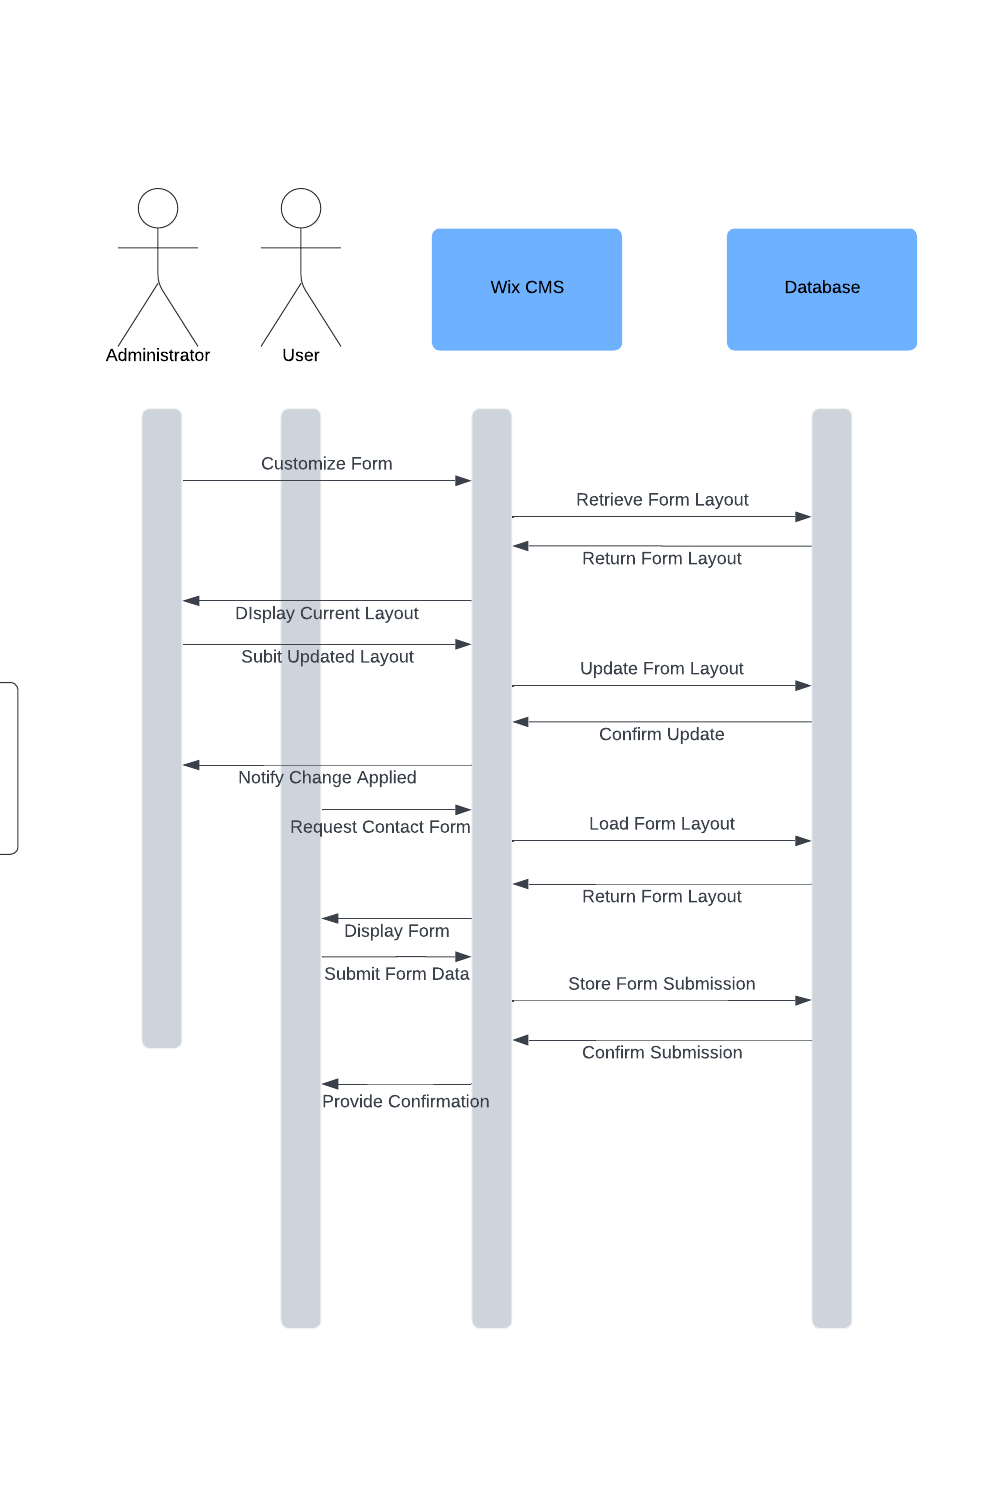 Administrator
User
Wix CMS
Database
Customize Form
Retrieve Form Layout
Return Form Layout
DIsplay Current Layout
Subit Updated Layout
Update From Layout
Confirm Update
Notify Change Applied
Request Contact Form
Load Form Layout
Return Form Layout
Display Form
Submit Form Data
Store Form Submission
Confirm Submission
Provide Confirmation